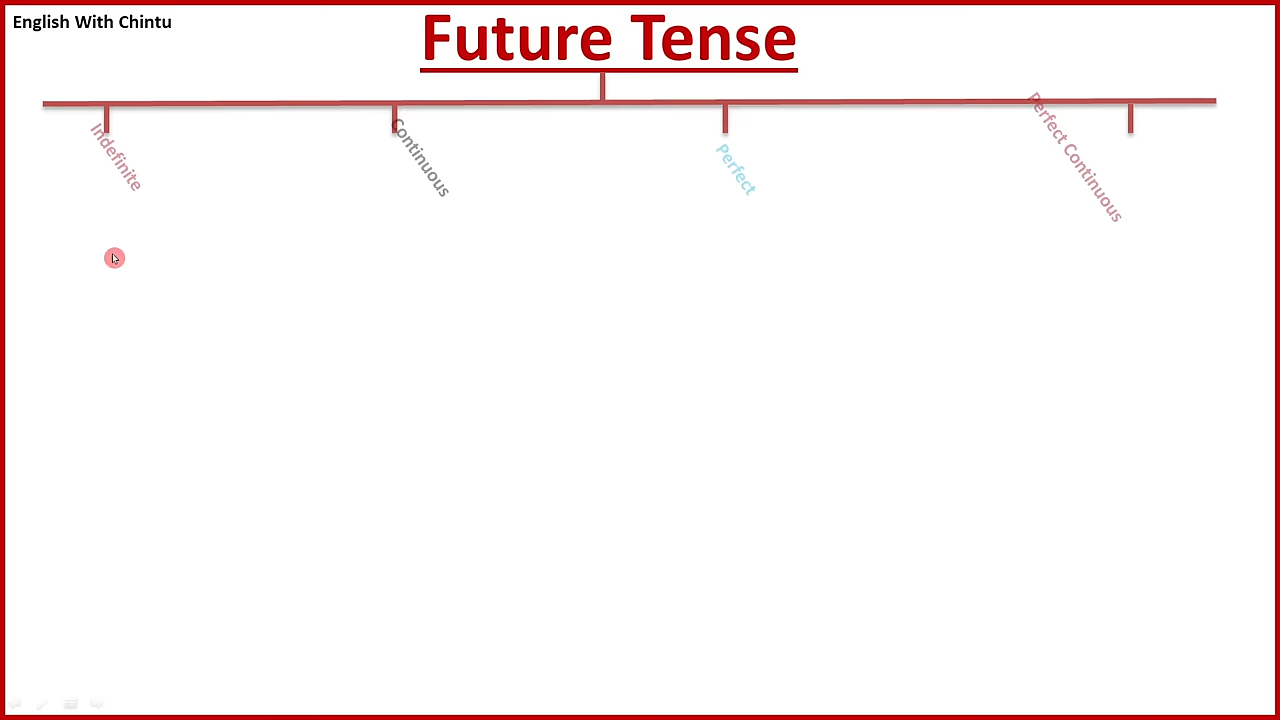 English With Chintu
Future Tense
Indefinite
Continuous
Perfect
Perfect Continuous